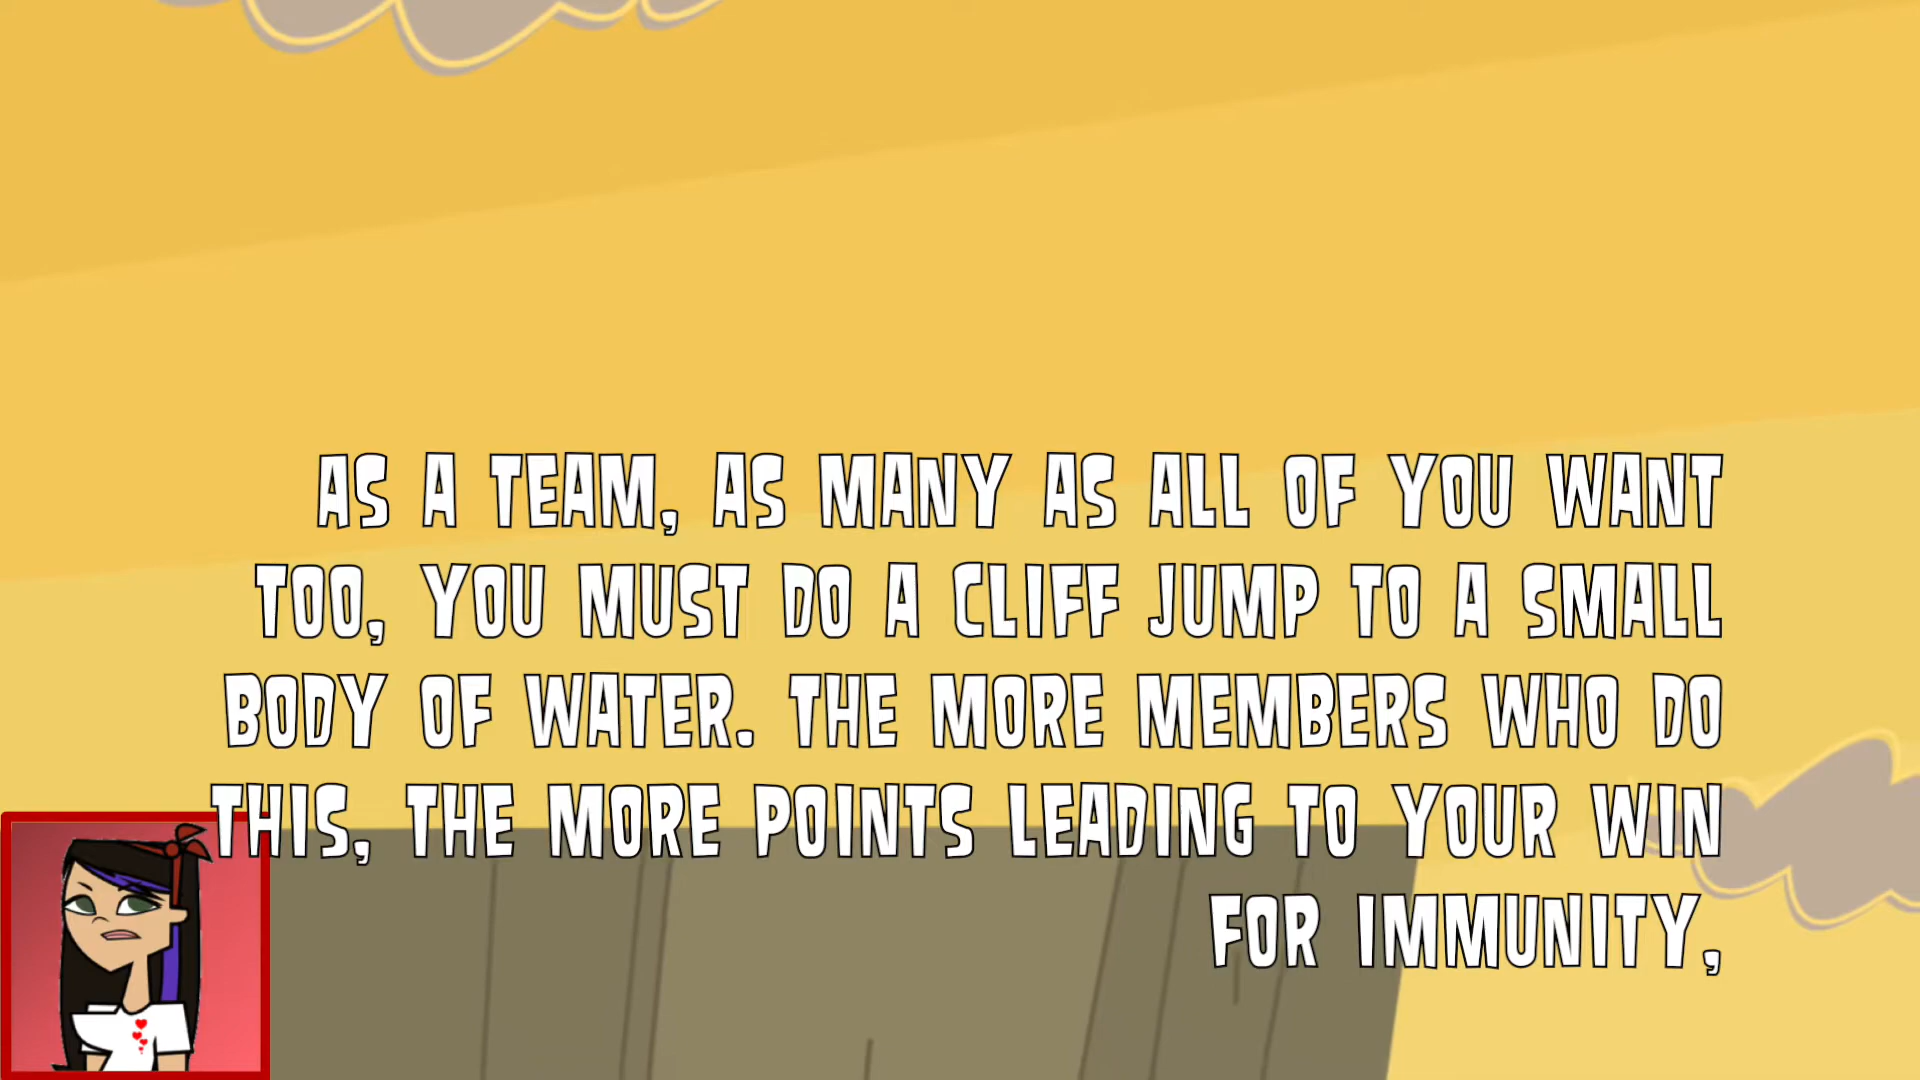 AS A TEAM, AS MANY AS ALL OF YOU WANT
TOO, YOU MUST DO A CLIFF JUMP TO A SMALL
BODY OF WATER. THE MORE MEMBERS WHO DO
THIS, THE MORE POINTS LEADING TO YOUR WIN
FOR IMMUNITY,